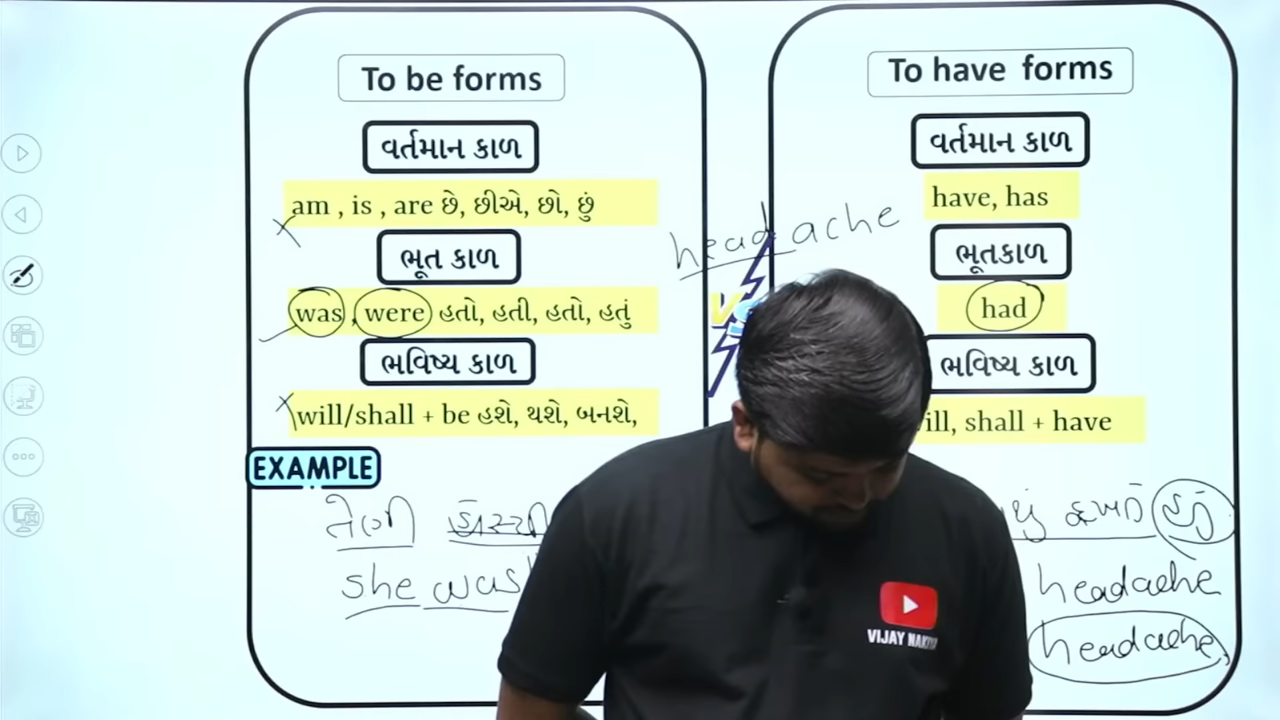 To be forms
વર્તમાન કાળ
am , is , are છે, છીએ, છો, છું
ભૂત કાળ
was, were હતો, હતી, હતો, હતું
ભવિષ્ય કાળ
will/shall + be હશે, થશે, બનશે,
EXAMPLE
she was
headache
VS
To have forms
વર્તમાન કાળ
have, has
ભૂતકાળ
had
ભવિષ્ય કાળ
ill, shall + have
headache
headache,
VIJAY